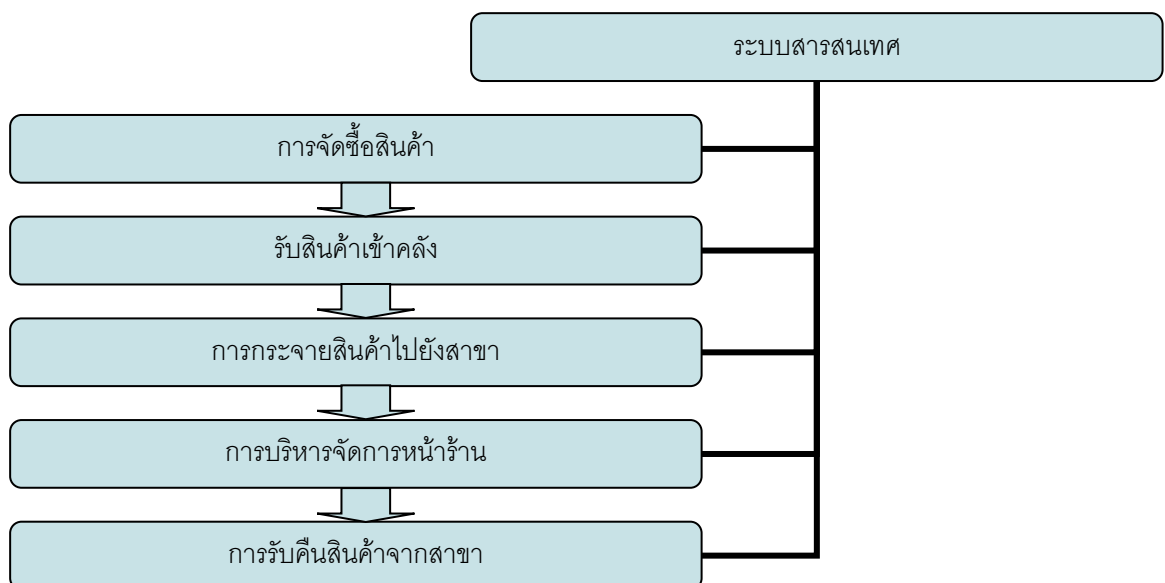 ระบบสารสนเทศ
การจัดซื้อสินค้า
รับสินค้าเข้าคลัง
การกระจายสินค้าไปยังสาขา
การบริหารจัดการหน้าร้าน
การรับคืนสินค้าจากสาขา